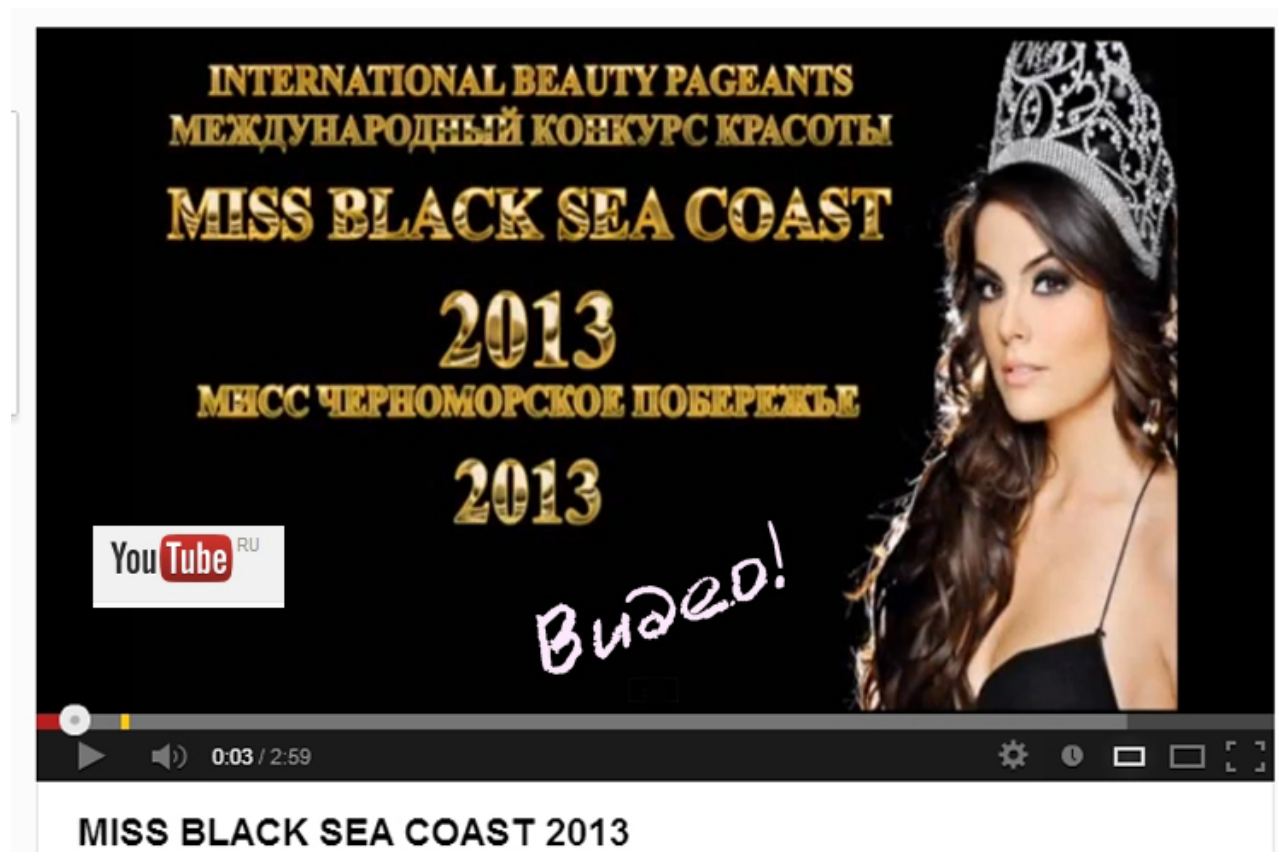 INTERNATIONAL BEAUTY PAGEANTS
МЕЖДУНАРОДНЫЙ КОНКУРС КРАСОТЫ
MISS BLACK SEA COAST
2013
МИСС ЧЕРНОМОРСКОЕ ПОБЕРЕЖЬЕ
2013
YouTube RU
Видео!
0:03 / 2:59
MISS BLACK SEA COAST 2013